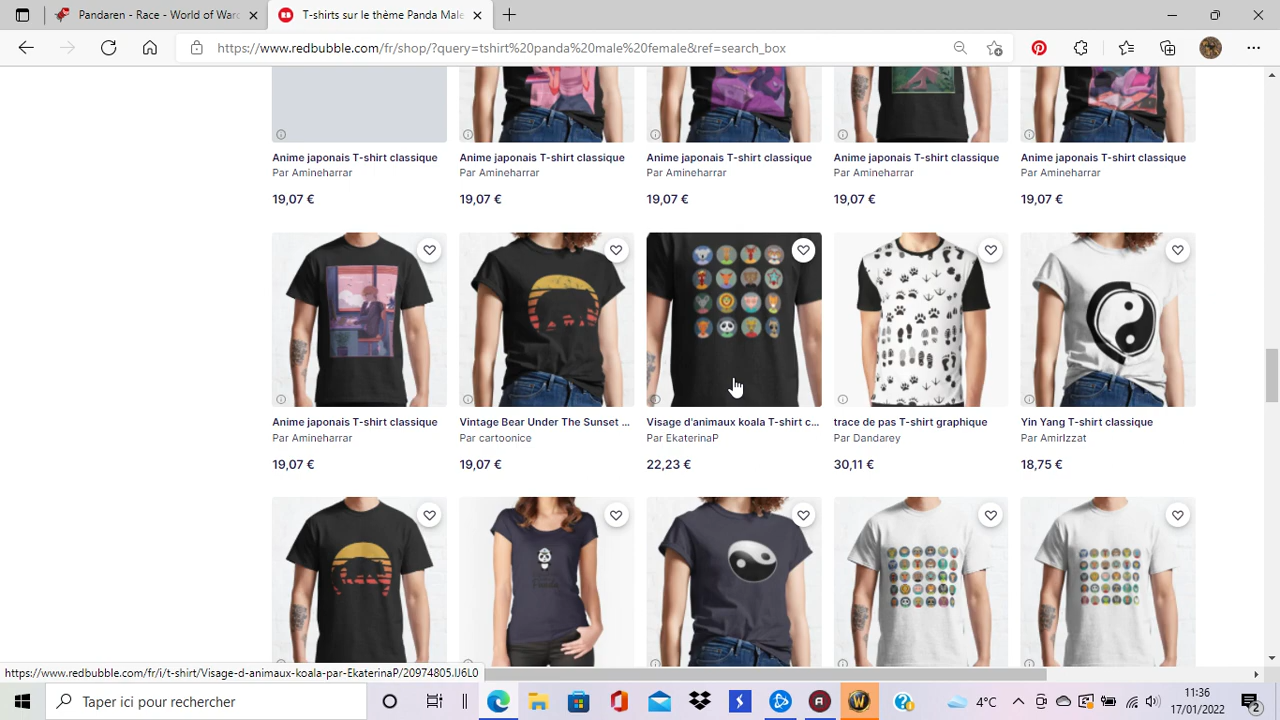 Pandaren - Race - World of War
T-shirts sur le thème Panda Male
https://www.redbubble.com/fr/shop/?query=tshirt%20panda%20male%20female&ref=search_box
Anime japonais T-shirt classique
Anime japonais T-shirt classique
Anime japonais T-shirt classique
Anime japonais T-shirt classique
Anime japonais T-shirt classique
Par Amineharrar
Par Amineharrar
Par Amineharrar
Par Amineharrar
Par Amineharrar
19,07 €
19,07 €
19,07 €
19,07 €
19,07 €
Anime japonais T-shirt classique
Vintage Bear Under The Sunset ...
Visage d'animaux koala T-shirt c...
trace de pas T-shirt graphique
Yin Yang T-shirt classique
Par Amineharrar
Par cartoonice
Par EkaterinaP
Par Dandarey
Par AmirIzzat
19,07 €
19,07 €
22,23 €
30,11 €
18,75 €
https://www.redbubble.com/fr/i/t-shirt/Visage-d-animaux-koala-par-EkaterinaP/20974805.IJ6L0
Taper ici pour rechercher
4°C
11:36
17/01/2022
2